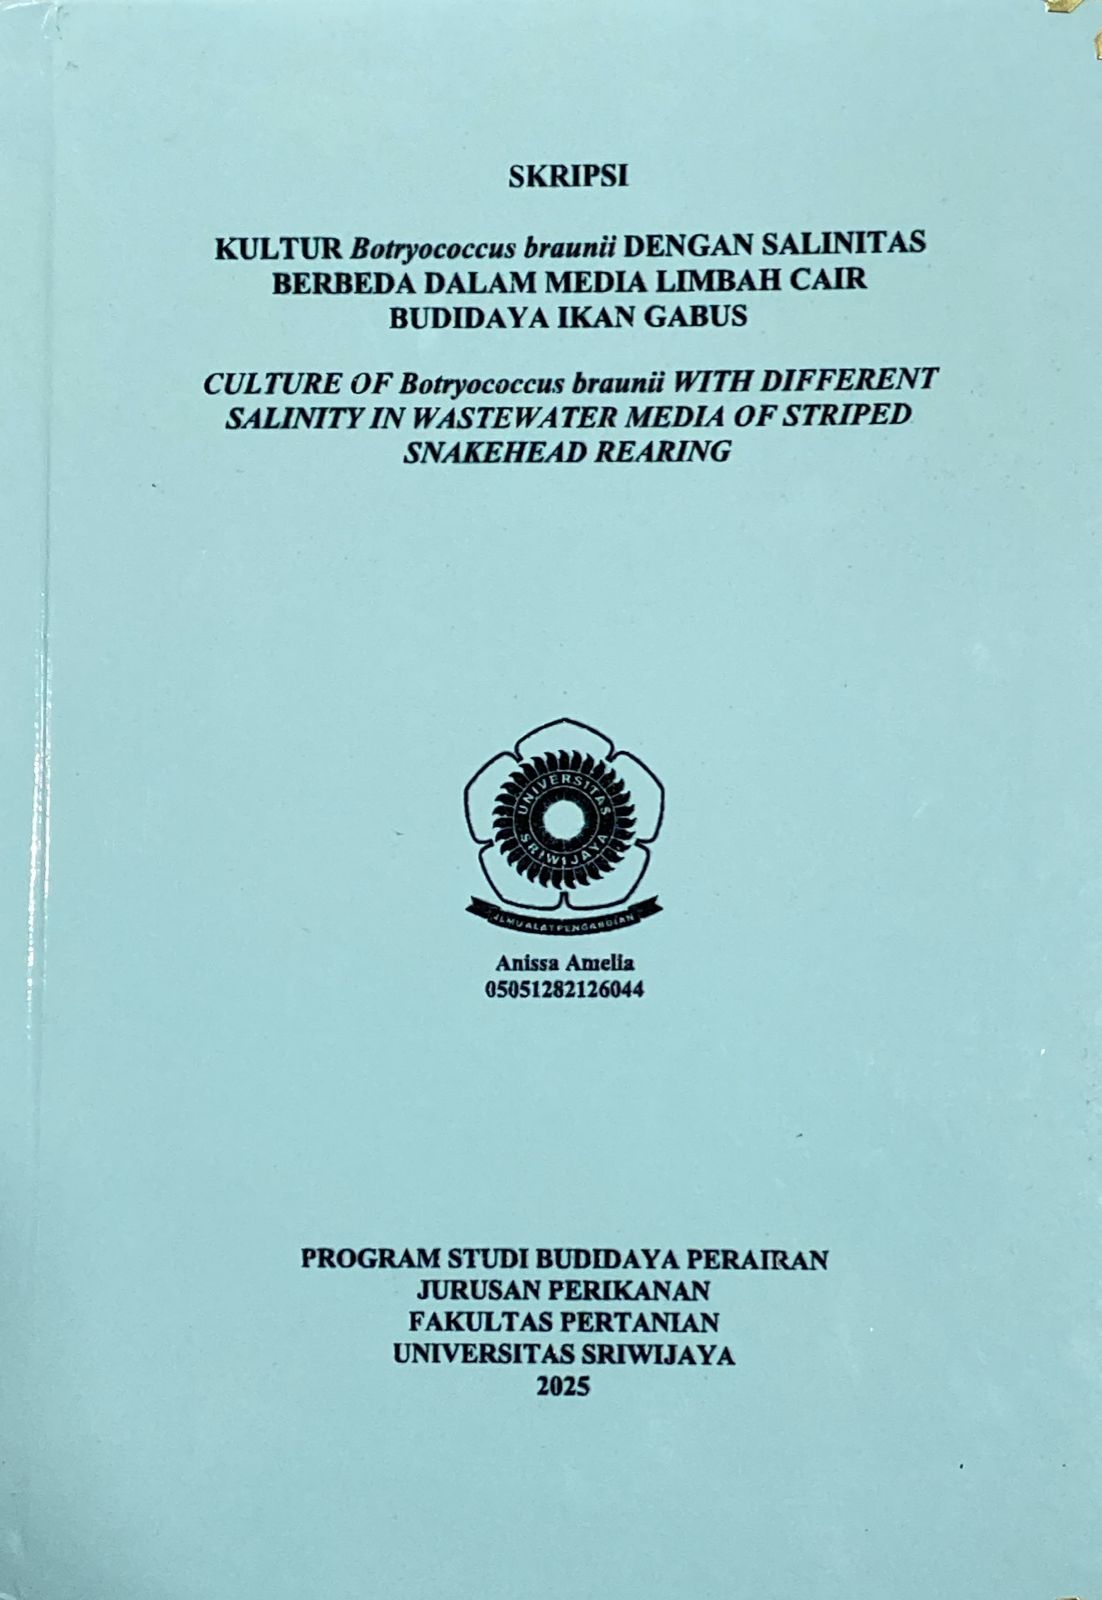 SKRIPSI
KULTUR Botryococcus braunii DENGAN SALINITAS
BERBEDA DALAM MEDIA LIMBAH CAIR
BUDIDAYA IKAN GABUS
CULTURE OF Botryococcus braunii WITH DIFFERENT
SALINITY IN WASTEWATER MEDIA OF STRIPED
SNAKEHEAD REARING
UNIVERSITAS
SRIWIJAYA
ILMU ALAT PENGABDIAN
Anissa Amelia
05051282126044
PROGRAM STUDI BUDIDAYA PERAIRAN
JURUSAN PERIKANAN
FAKULTAS PERTANIAN
UNIVERSITAS SRIWIJAYA
2025